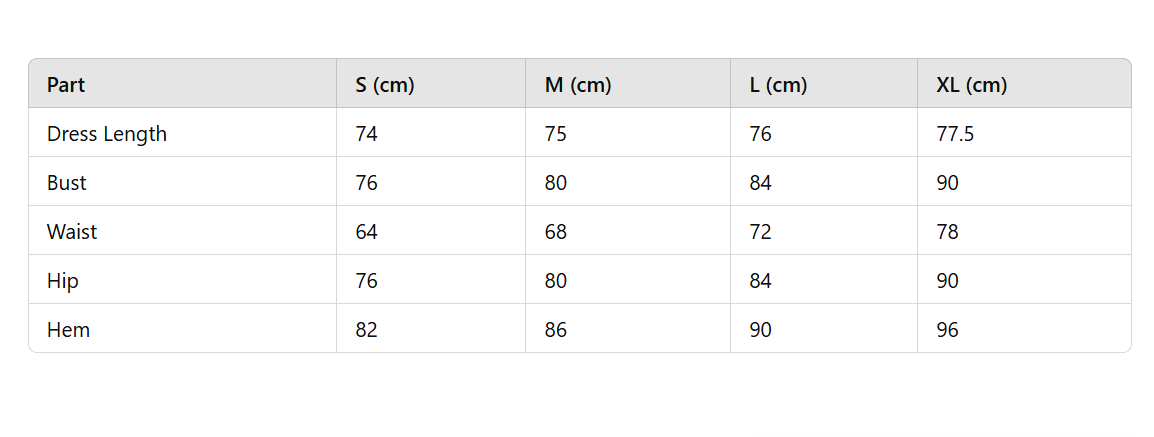 Part S (cm) M (cm) L (cm) XL (cm)
Dress Length 74 75 76 77.5
Bust 76 80 84 90
Waist 64 68 72 78
Hip 76 80 84 90
Hem 82 86 90 96